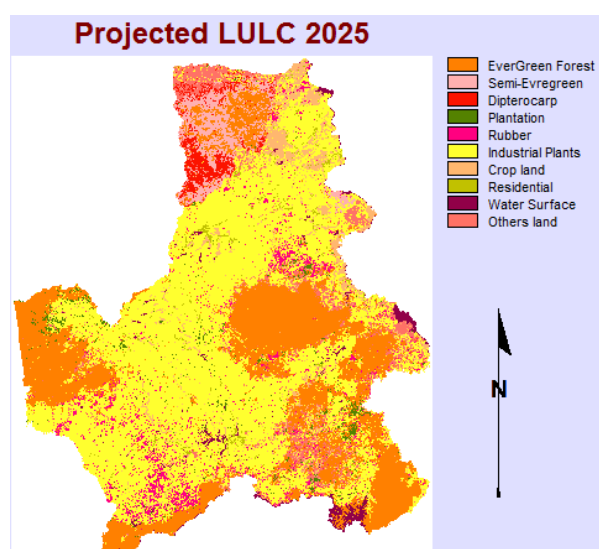 Projected LULC 2025
EverGreen Forest
Semi-Evregreen
Dipterocarp
Plantation
Rubber
Industrial Plants
Crop land
Residential
Water Surface
Others land
N